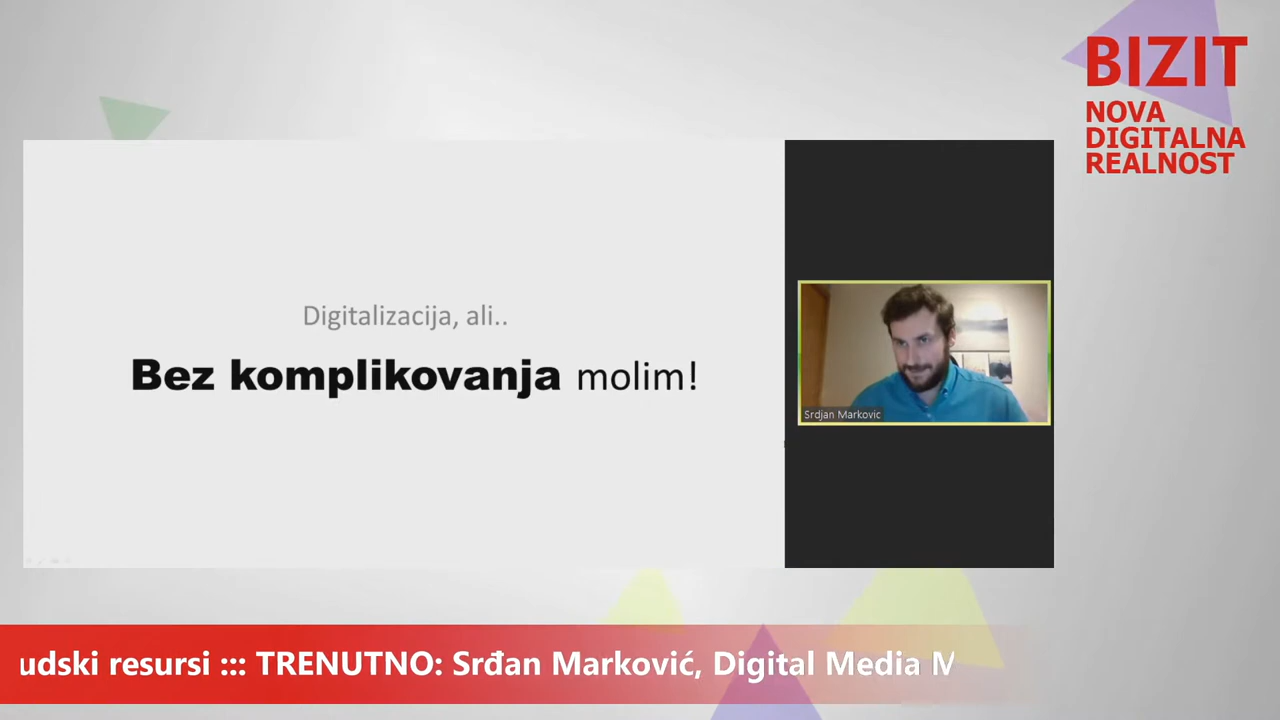 BIZIT
NOVA
DIGITALNA
REALNOST
Digitalizacija, ali..
Bez komplikovanja molim!
Srdjan Markovic
udski resursi ::: TRENUTNO: Srđan Marković, Digital Media M